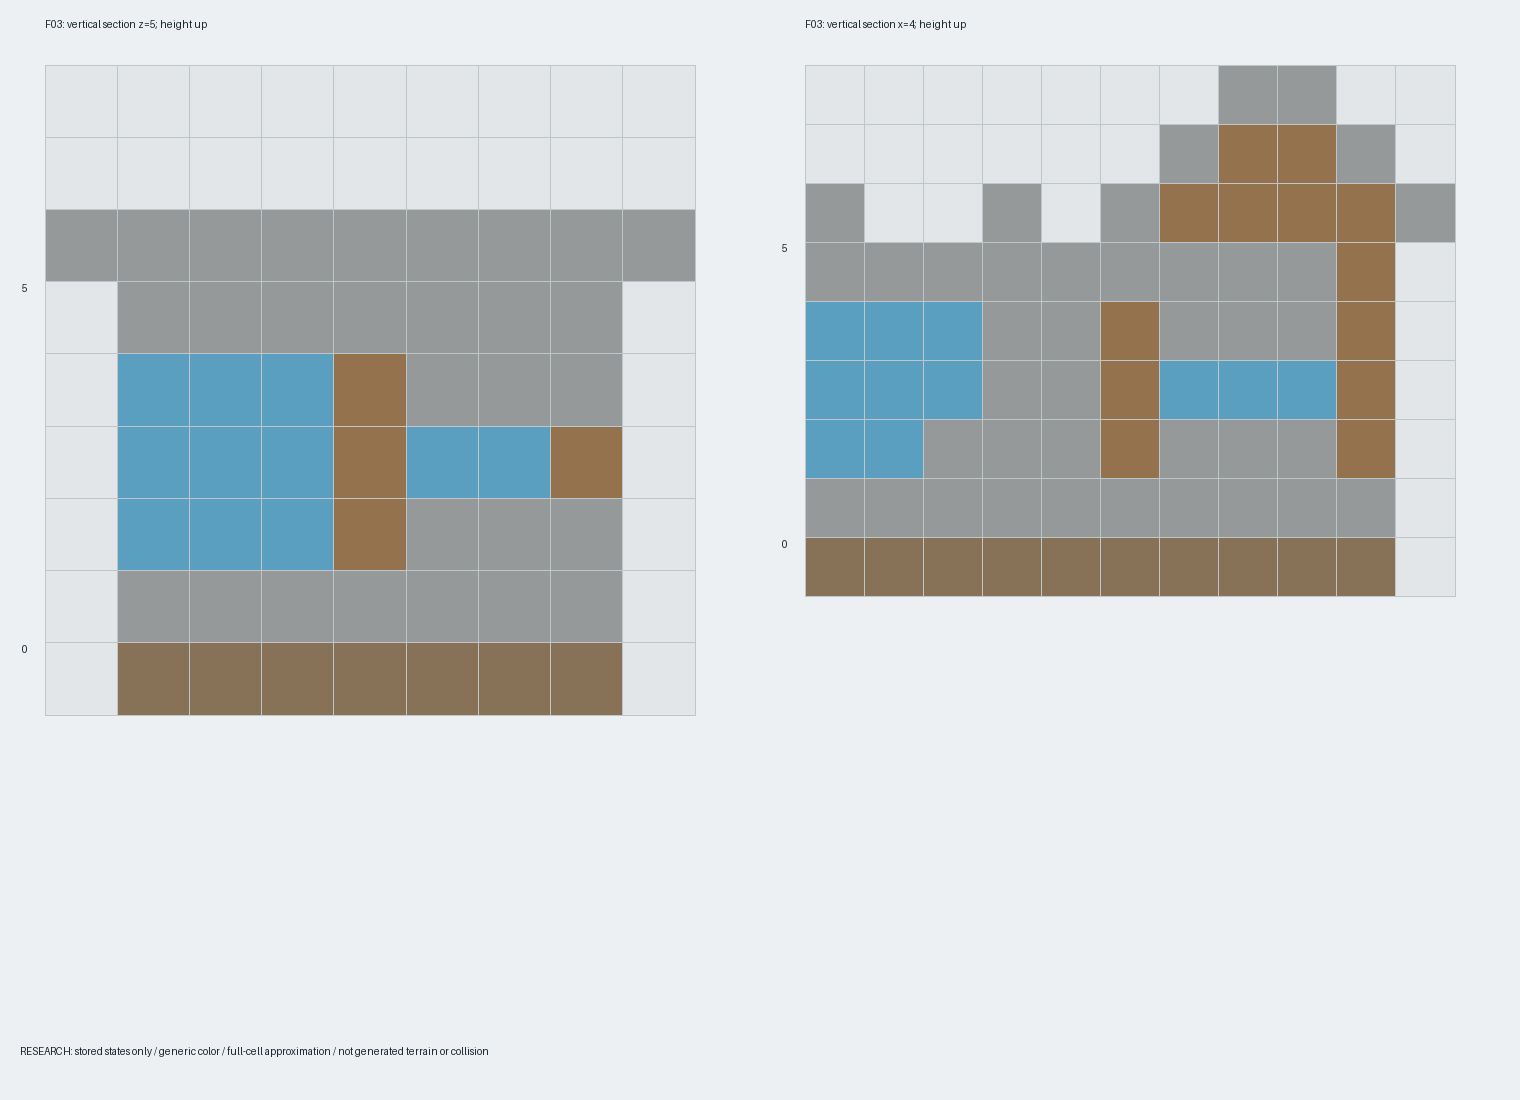 F03: vertical section z=5; height up
F03: vertical section x=4; height up
5
0
5
0
RESEARCH: stored states only / generic color / full-cell approximation / not generated terrain or collision